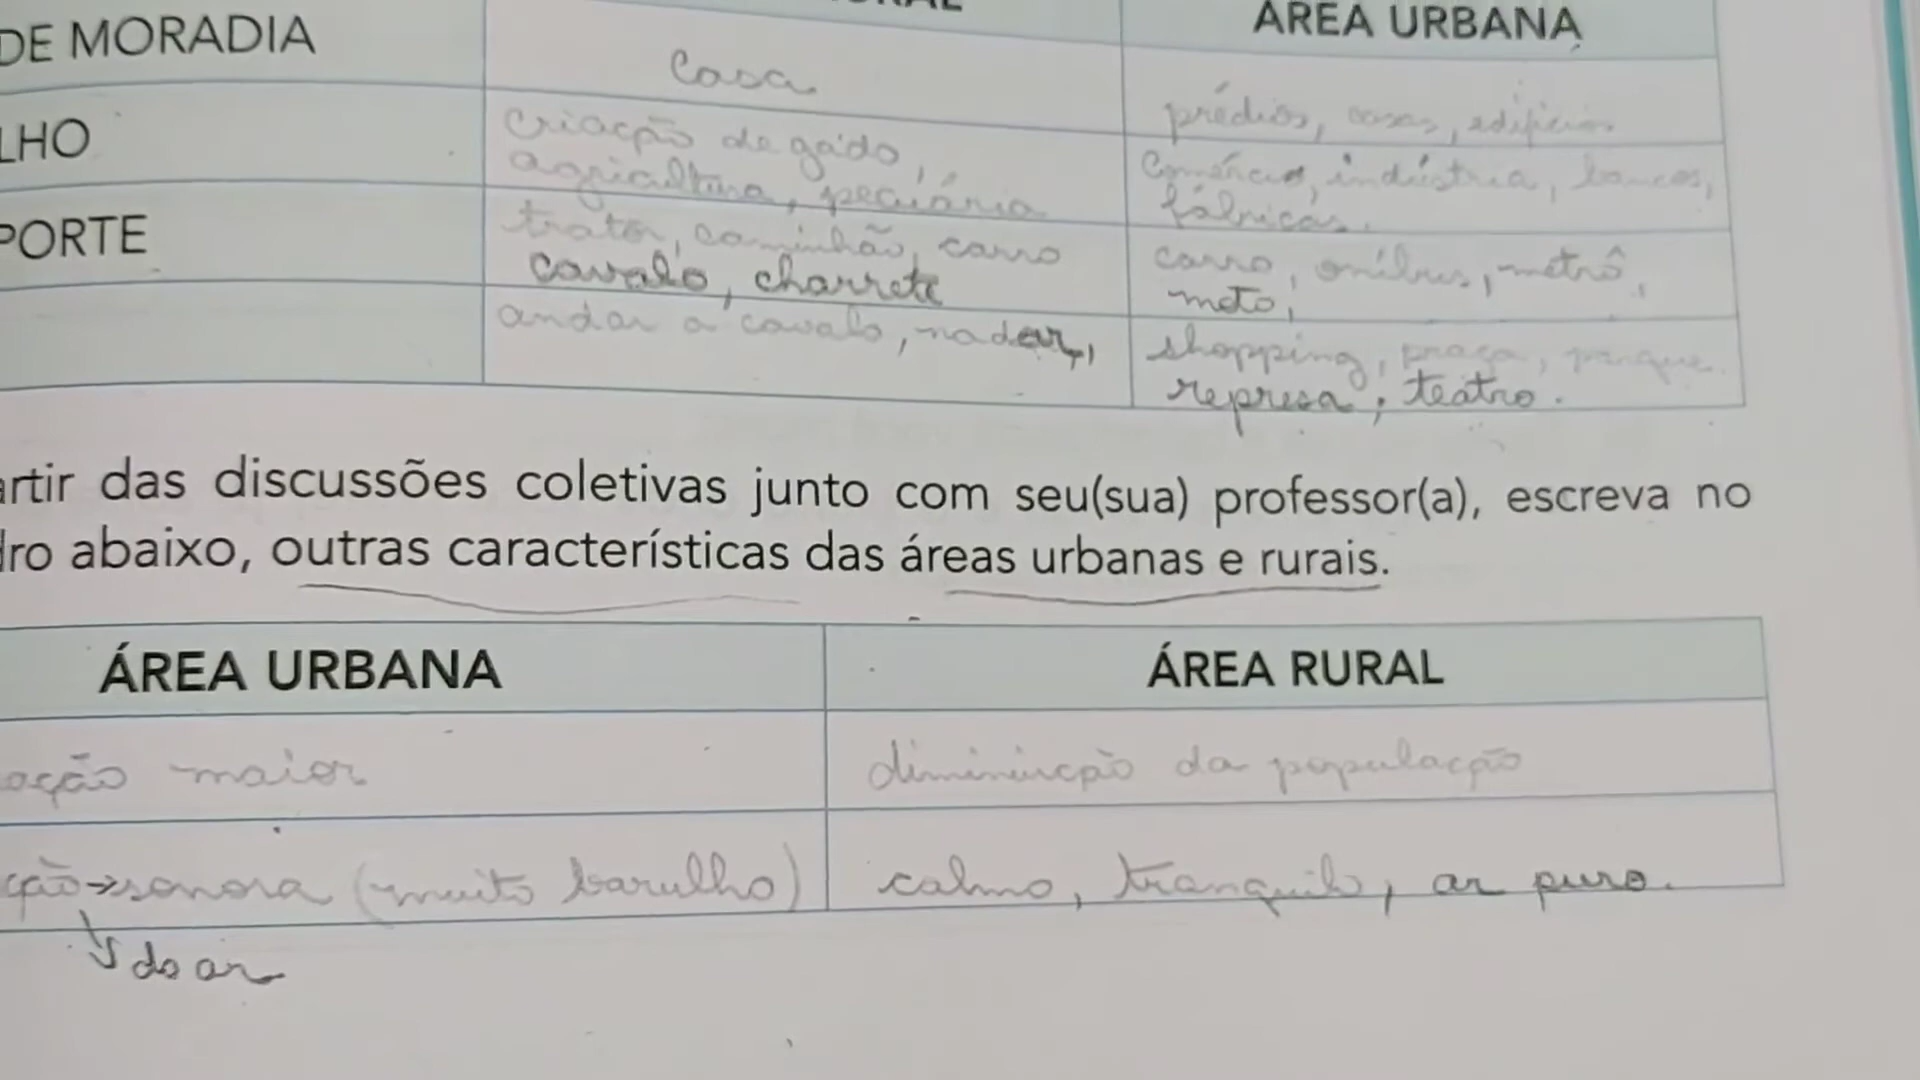 ÁREA URBANA
DE MORADIA
Casa
prédios, casas, edifícios
LHO
criação de gado,
agricultura, pecuária
Comércio, indústria, bancos,
fábricas.
PORTE
trator, caminhão, carro
cavalo, charrete
carro, ônibus, metrô,
moto,
andar a cavalo, nadar,
shopping, praça, parque.
represa, teatro.
artir das discussões coletivas junto com seu(sua) professor(a), escreva no
dro abaixo, outras características das áreas urbanas e rurais.
ÁREA URBANA
ÁREA RURAL
ação maior
diminuição da população
ção→sonora (muito barulho)
calmo, tranquilo, ar puro.
↳ do ar